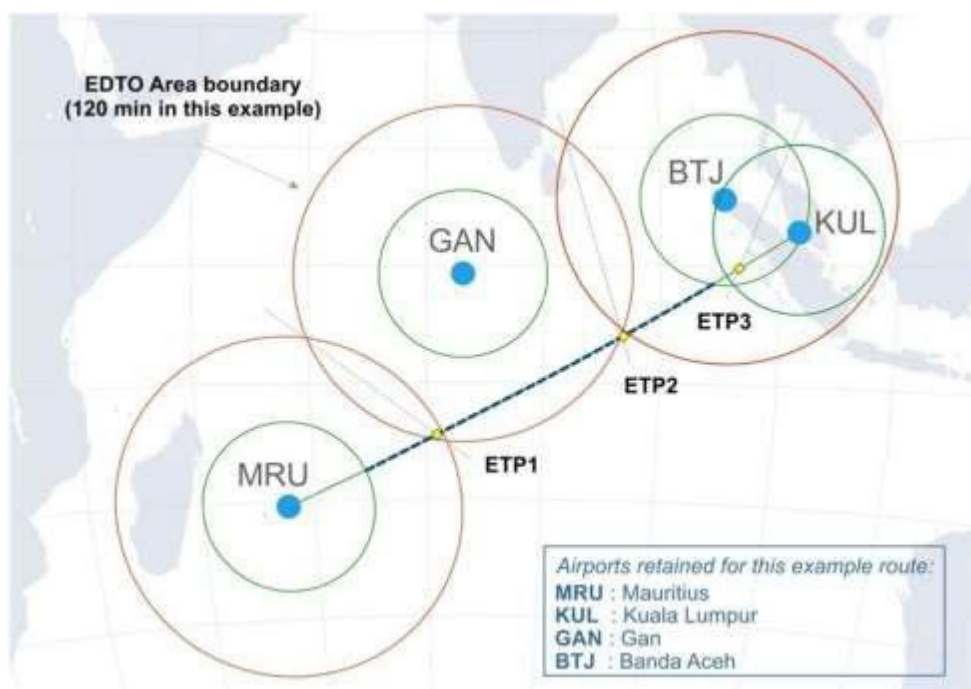 EDTO Area boundary
(120 min in this example)
BTJ
KUL
GAN
ETP3
ETP2
ETP1
MRU
Airports retained for this example route:
MRU : Mauritius
KUL : Kuala Lumpur
GAN : Gan
BTJ : Banda Aceh